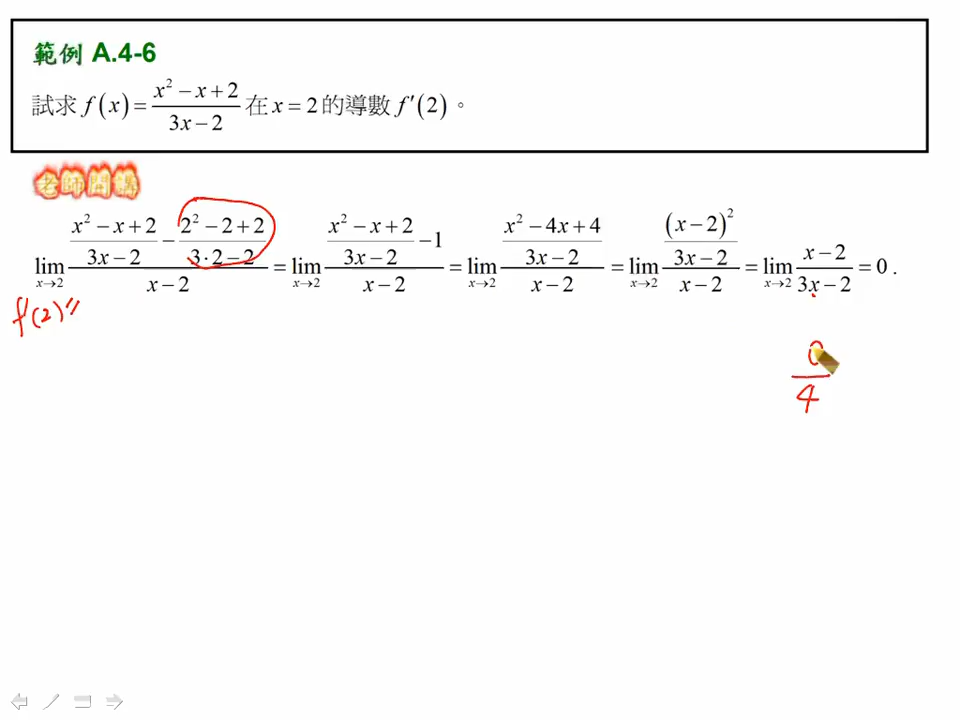 範例 A.4-6
試求 f(x) = (x² − x + 2)/(3x − 2) 在 x = 2 的導數 f′(2)。
老師開講
lim_{x→2} ((x² − x + 2)/(3x − 2) − (2² − 2 + 2)/(3·2 − 2))/(x − 2) = lim_{x→2} ((x² − x + 2)/(3x − 2) − 1)/(x − 2) = lim_{x→2} ((x² − 4x + 4)/(3x − 2))/(x − 2) = lim_{x→2} ((x − 2)²/(3x − 2))/(x − 2) = lim_{x→2} (x − 2)/(3x − 2) = 0 .
f′(2) =
0/4